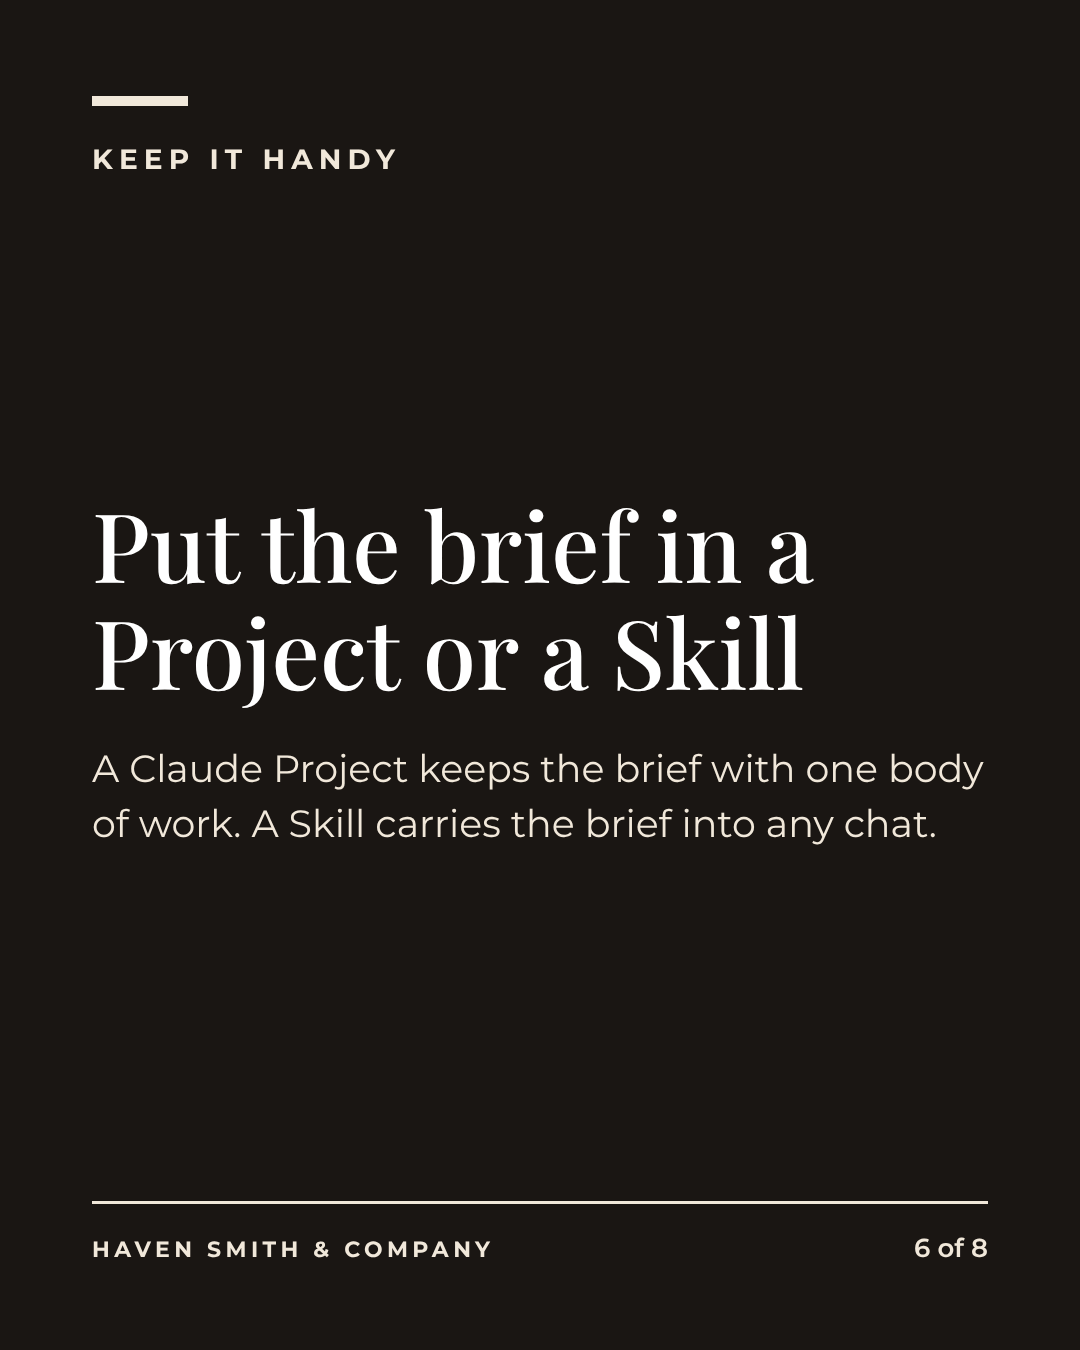 KEEP IT HANDY
Put the brief in a
Project or a Skill
A Claude Project keeps the brief with one body
of work. A Skill carries the brief into any chat.
HAVEN SMITH & COMPANY
6 of 8